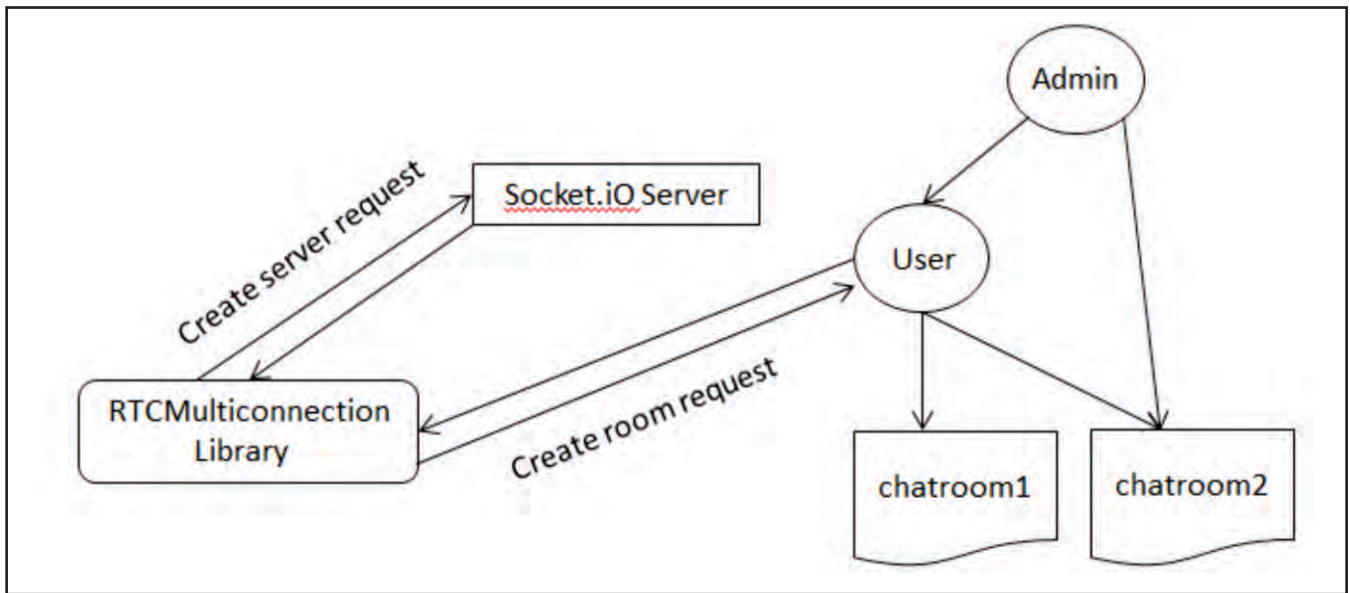 Admin
Create server request
Socket.iO Server
User
RTCMulticonnection
Library
Create room request
chatroom1
chatroom2